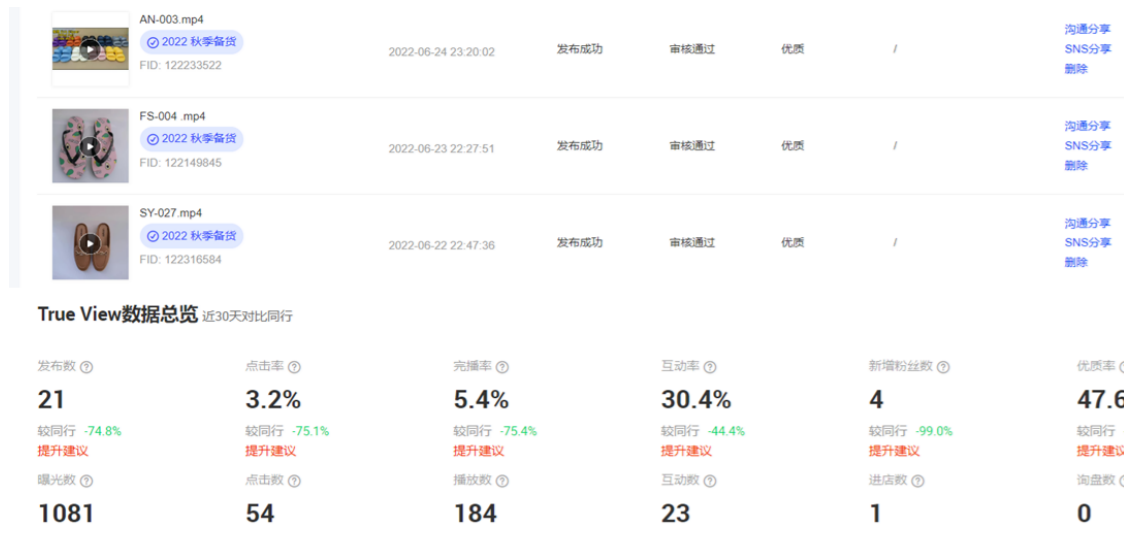 AN-003.mp4
2022 秋季备货
FID: 122233522
2022-06-24 23:20:02
发布成功
审核通过
优质
/
沟通分享
SNS分享
删除
FS-004 .mp4
2022 秋季备货
FID: 122149845
2022-06-23 22:27:51
发布成功
审核通过
优质
/
沟通分享
SNS分享
删除
SY-027.mp4
2022 秋季备货
FID: 122316584
2022-06-22 22:47:36
发布成功
审核通过
优质
/
沟通分享
SNS分享
删除
True View数据总览 近30天对比同行
发布数 点击率 完播率 互动率 新增粉丝数 优质率
21 3.2% 5.4% 30.4% 4 47.6
较同行 -74.8% 较同行 -75.1% 较同行 -75.4% 较同行 -44.4% 较同行 -99.0% 较同行
提升建议 提升建议 提升建议 提升建议 提升建议 提升建议
曝光数 点击数 播放数 互动数 进店数 询盘数
1081 54 184 23 1 0